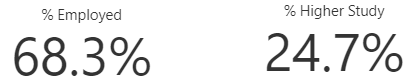 % Employed
68.3%
% Higher Study
24.7%